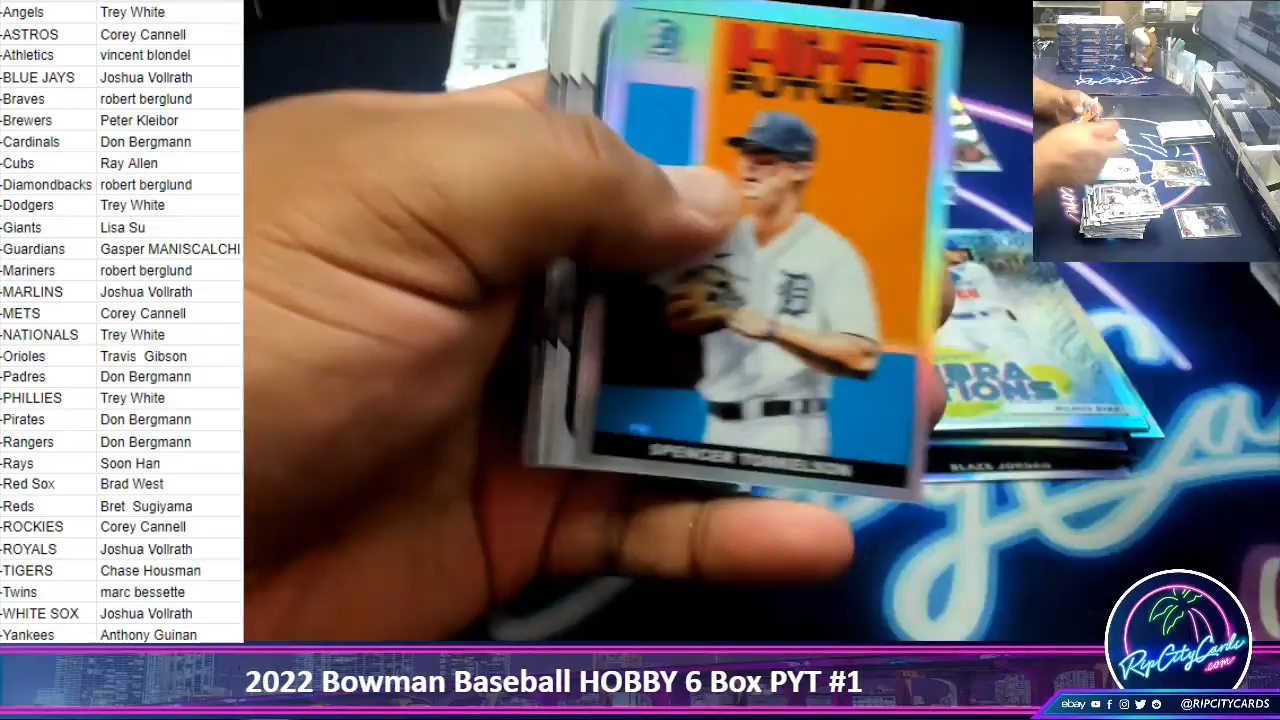 -Angels Trey White
-ASTROS Corey Cannell
-Athletics vincent blondel
-BLUE JAYS Joshua Vollrath
-Braves robert berglund
-Brewers Peter Kleibor
-Cardinals Don Bergmann
-Cubs Ray Allen
-Diamondbacks robert berglund
-Dodgers Trey White
-Giants Lisa Su
-Guardians Gasper MANISCALCHI
-Mariners robert berglund
-MARLINS Joshua Vollrath
-METS Corey Cannell
-NATIONALS Trey White
-Orioles Travis Gibson
-Padres Don Bergmann
-PHILLIES Trey White
-Pirates Don Bergmann
-Rangers Don Bergmann
-Rays Soon Han
-Red Sox Brad West
-Reds Bret Sugiyama
-ROCKIES Corey Cannell
-ROYALS Joshua Vollrath
-TIGERS Chase Housman
-Twins marc bessette
-WHITE SOX Joshua Vollrath
-Yankees Anthony Guinan
Hi-Fi
FUTURES
D
SPENCER TORKELSON
BLAZE JORDAN
2022 Bowman Baseball HOBBY 6 Box PYT #1
RipCityCards
.com
ebay @RIPCITYCARDS